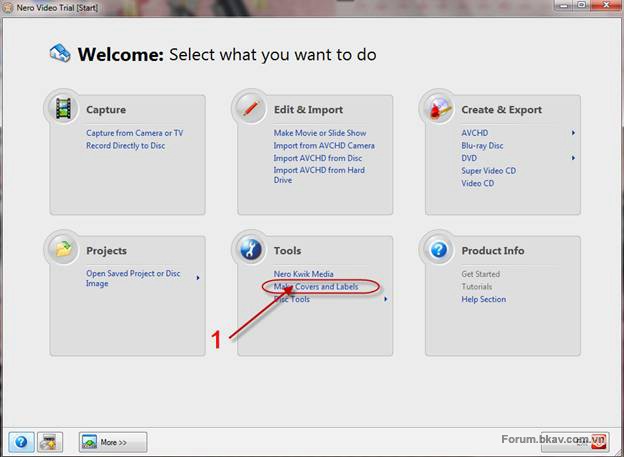 Nero Video Trial [Start]
Welcome: Select what you want to do
Capture
Capture from Camera or TV
Record Directly to Disc
Edit & Import
Make Movie or Slide Show
Import from AVCHD Camera
Import AVCHD from Disc
Import AVCHD from Hard
Drive
Create & Export
AVCHD
Blu-ray Disc
DVD
Super Video CD
Video CD
Projects
Open Saved Project or Disc
Image
Tools
Nero Kwik Media
Make Covers and Labels
Disc Tools
1
Product Info
Get Started
Tutorials
Help Section
More >>
Forum.bkav.com.vn